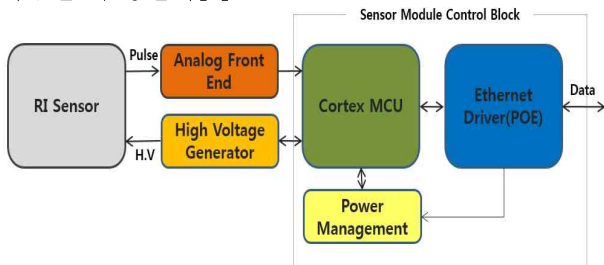 Sensor Module Control Block
Pulse
Analog Front
End
RI Sensor
Cortex MCU
Ethernet
Driver(POE)
Data
High Voltage
Generator
H.V
Power
Management